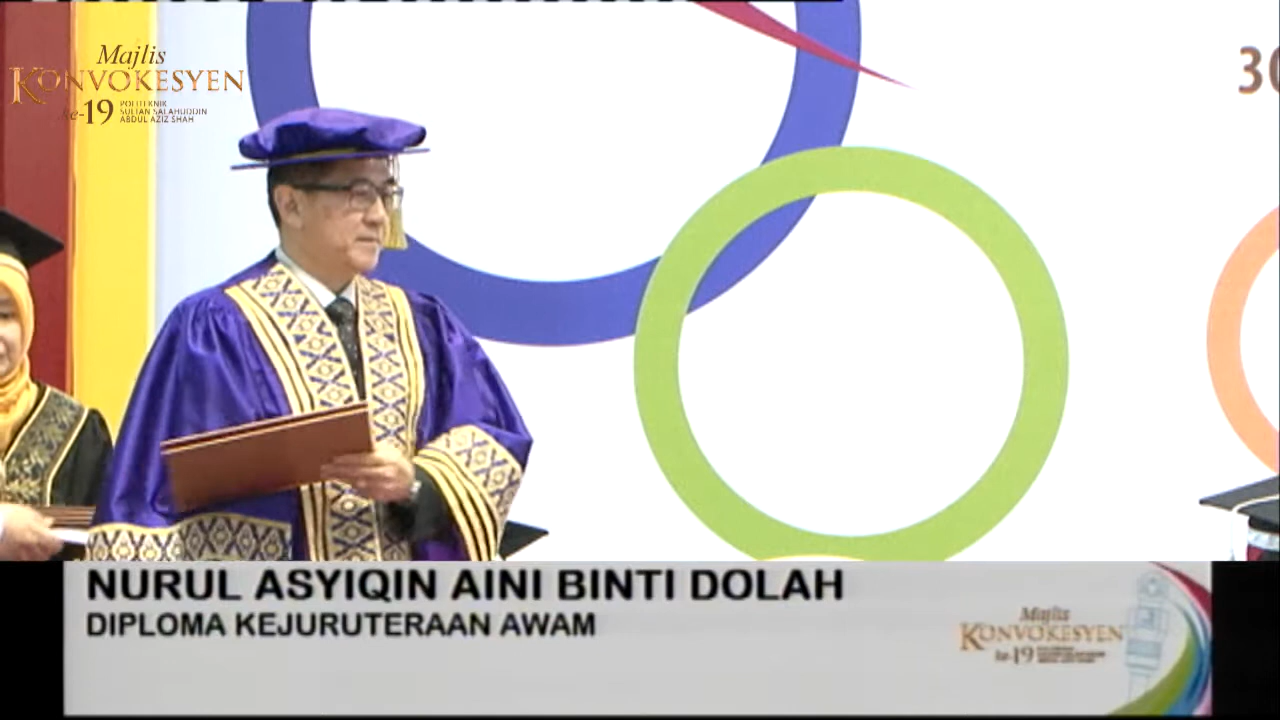 Majlis
KONVOKESYEN
ke-19 POLITEKNIK
SULTAN SALAHUDDIN
ABDUL AZIZ SHAH
30
NURUL ASYIQIN AINI BINTI DOLAH
DIPLOMA KEJURUTERAAN AWAM
Majlis
KONVOKESYEN
ke-19